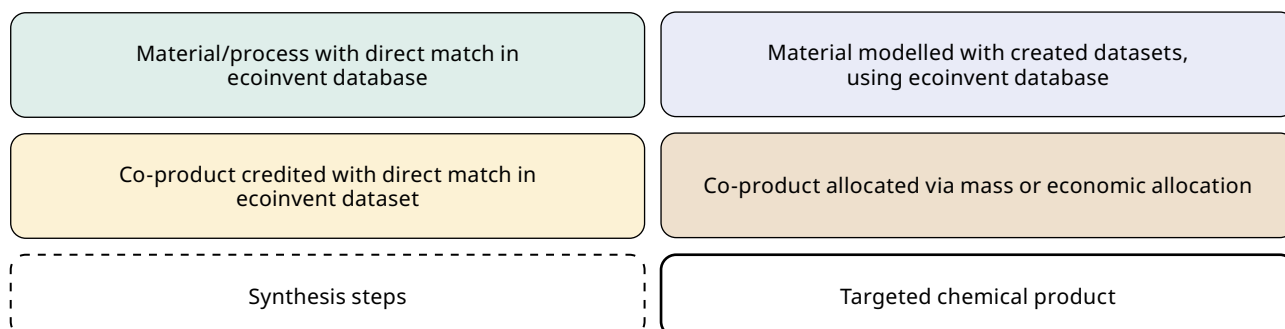 Material/process with direct match in
ecoinvent database
Material modelled with created datasets,
using ecoinvent database
Co-product credited with direct match in
ecoinvent dataset
Co-product allocated via mass or economic allocation
Synthesis steps
Targeted chemical product